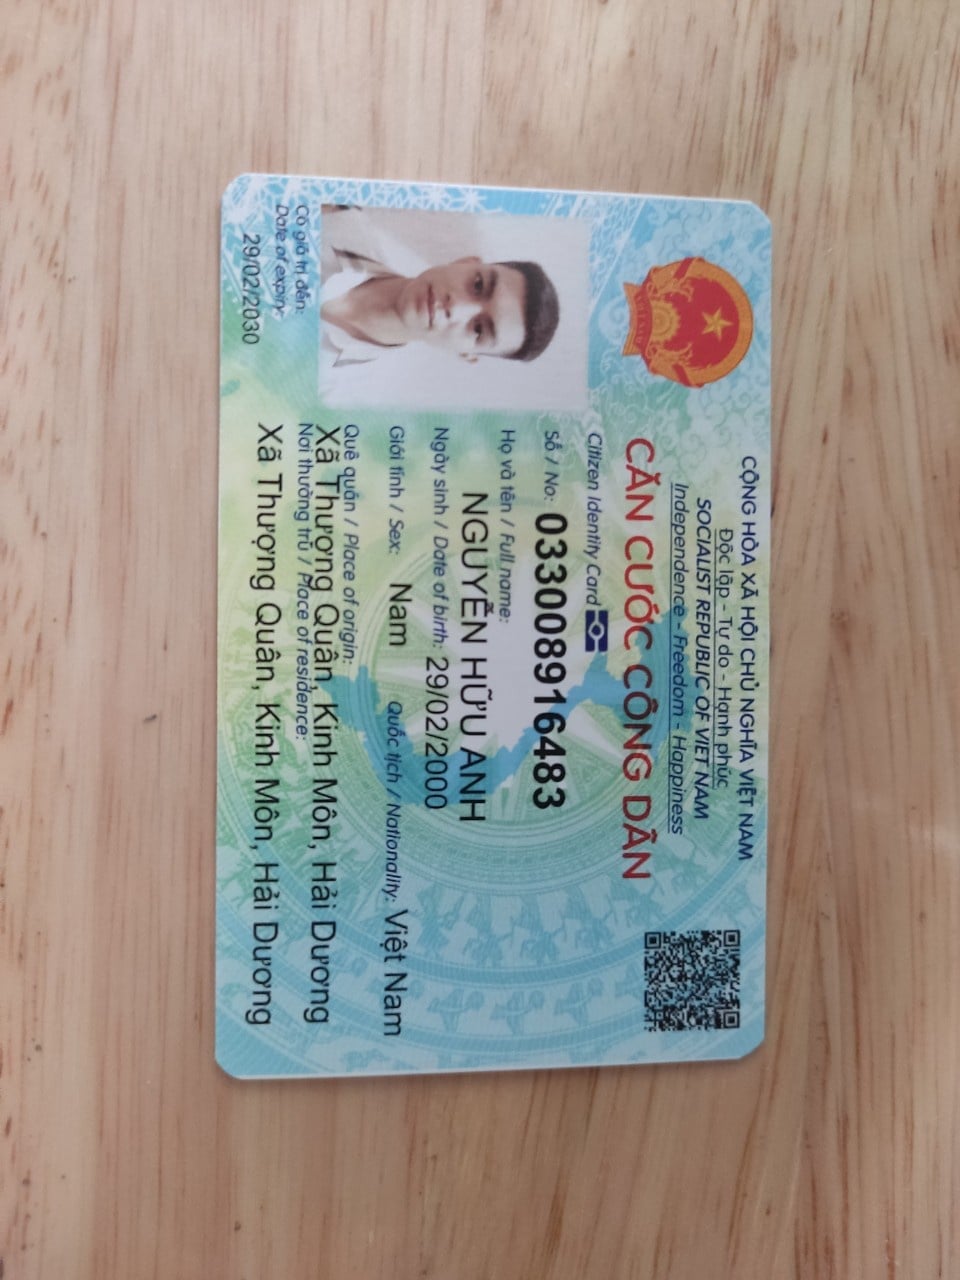 CỘNG HÒA XÃ HỘI CHỦ NGHĨA VIỆT NAM
Độc lập - Tự do - Hạnh phúc
SOCIALIST REPUBLIC OF VIET NAM
Independence - Freedom - Happiness
CĂN CƯỚC CÔNG DÂN
Citizen Identity Card
Số / No: 033008916483
Họ và tên / Full name:
NGUYỄN HỮU ANH
Ngày sinh / Date of birth: 29/02/2000
Giới tính / Sex: Nam Quốc tịch / Nationality: Việt Nam
Quê quán / Place of origin:
Xã Thượng Quân, Kinh Môn, Hải Dương
Nơi thường trú / Place of residence:
Xã Thượng Quân, Kinh Môn, Hải Dương
Có giá trị đến:
Date of expiry:
29/02/2030
VIỆT NAM